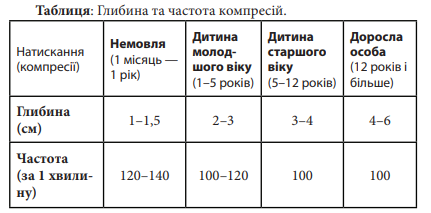 Таблиця: Глибина та частота компресій.
Натискання
(компресії)
Немовля
(1 місяць —
1 рік)
Дитина
молод-
шого віку
(1–5 років)
Дитина
старшого
віку
(5–12 років)
Доросла
особа
(12 років і
більше)
Глибина
(см)
1–1,5
2–3
3–4
4–6
Частота
(за 1 хвили-
ну)
120–140
100–120
100
100